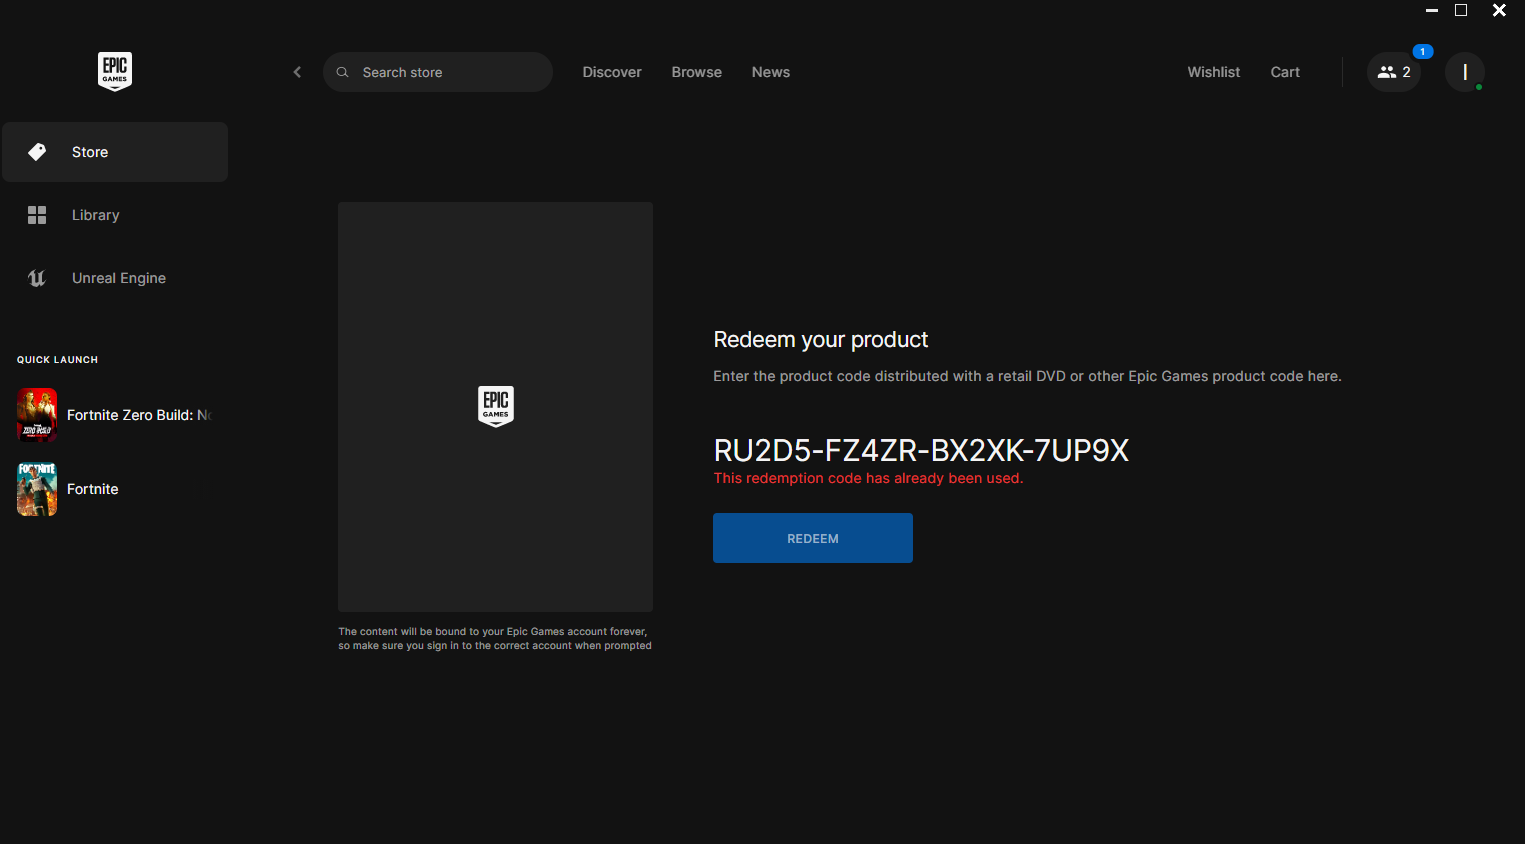 EPIC
GAMES
Search store
Discover
Browse
News
Wishlist
Cart
1
2
I
Store
Library
Unreal Engine
QUICK LAUNCH
Fortnite Zero Build:
FORTNITE
Fortnite
EPIC
GAMES
The content will be bound to your Epic Games account forever,
so make sure you sign in to the correct account when prompted
Redeem your product
Enter the product code distributed with a retail DVD or other Epic Games product code here.
RU2D5-FZ4ZR-BX2XK-7UP9X
This redemption code has already been used.
REDEEM